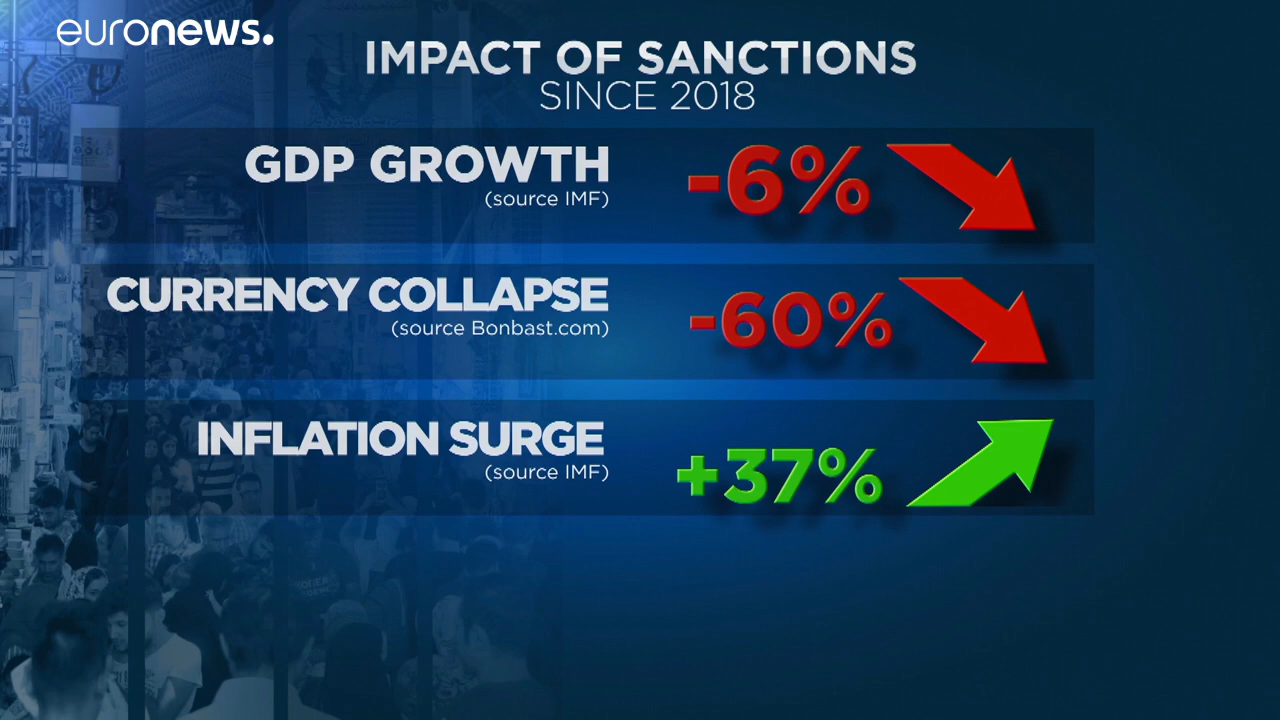 euronews.
IMPACT OF SANCTIONS
SINCE 2018
GDP GROWTH
(source IMF)
-6%
CURRENCY COLLAPSE
(source Bonbast.com)
-60%
INFLATION SURGE
(source IMF)
+37%